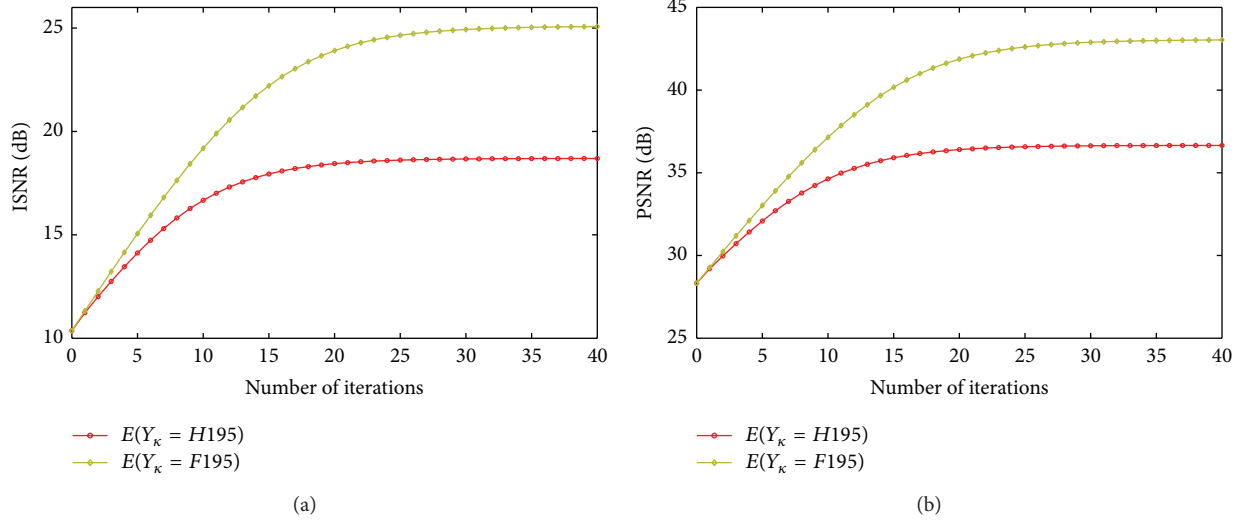 25
20
15
10
ISNR (dB)
0 5 10 15 20 25 30 35 40
Number of iterations
E(Yκ = H195)
E(Yκ = F195)
(a)
45
40
35
30
25
PSNR (dB)
0 5 10 15 20 25 30 35 40
Number of iterations
E(Yκ = H195)
E(Yκ = F195)
(b)